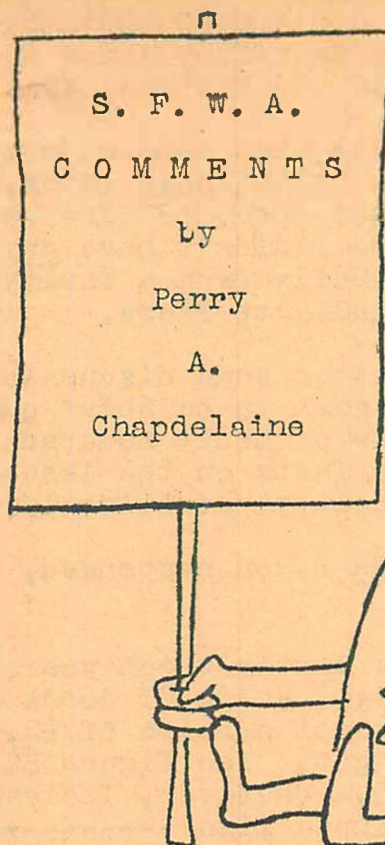 S. F. W. A.
C O M M E N T S
by
Perry
A.
Chapdelaine